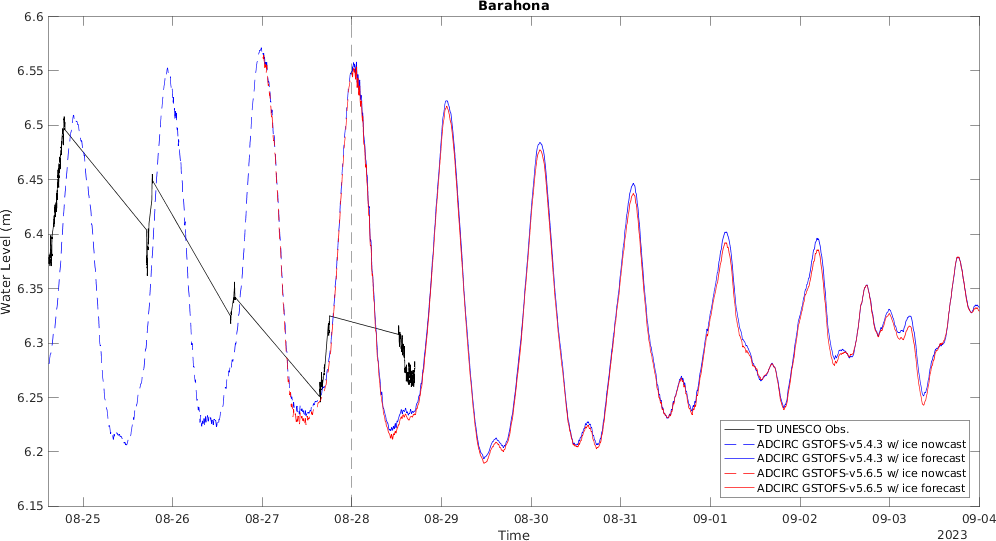 Barahona
Water Level (m)
6.6
6.55
6.5
6.45
6.4
6.35
6.3
6.25
6.2
6.15
TD UNESCO Obs.
ADCIRC GSTOFS-v5.4.3 w/ ice nowcast
ADCIRC GSTOFS-v5.4.3 w/ ice forecast
ADCIRC GSTOFS-v5.6.5 w/ ice nowcast
ADCIRC GSTOFS-v5.6.5 w/ ice forecast
08-25 08-26 08-27 08-28 08-29 08-30 08-31 09-01 09-02 09-03 09-04
Time
2023